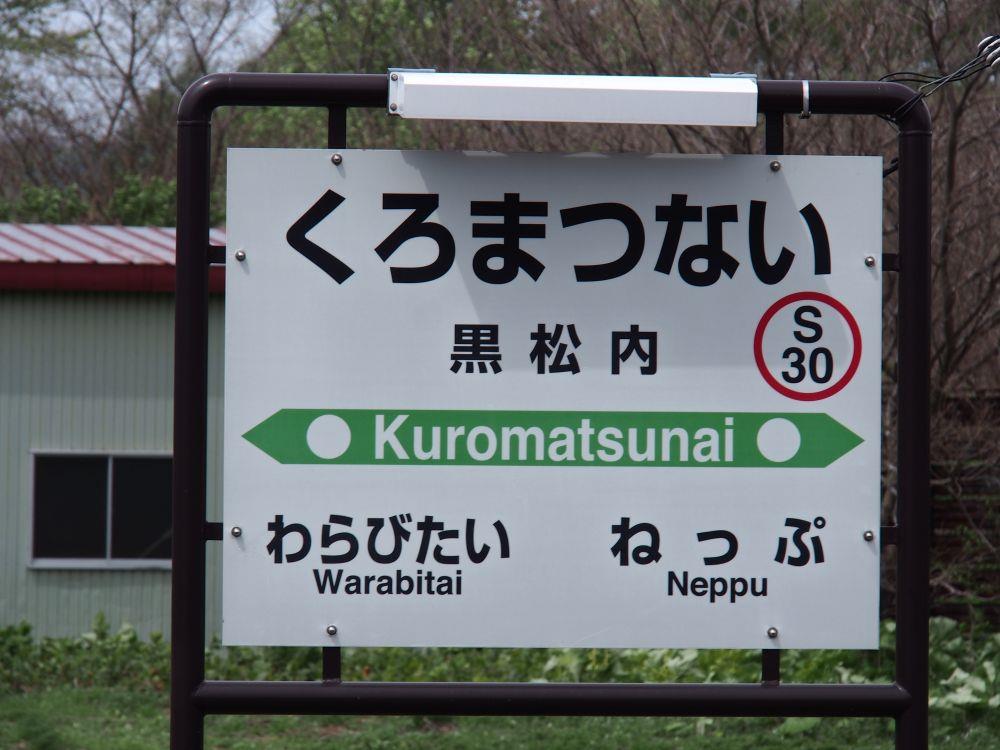 くろまつない
黒松内
S
30
Kuromatsunai
わらびたい ねっぷ
Warabitai Neppu